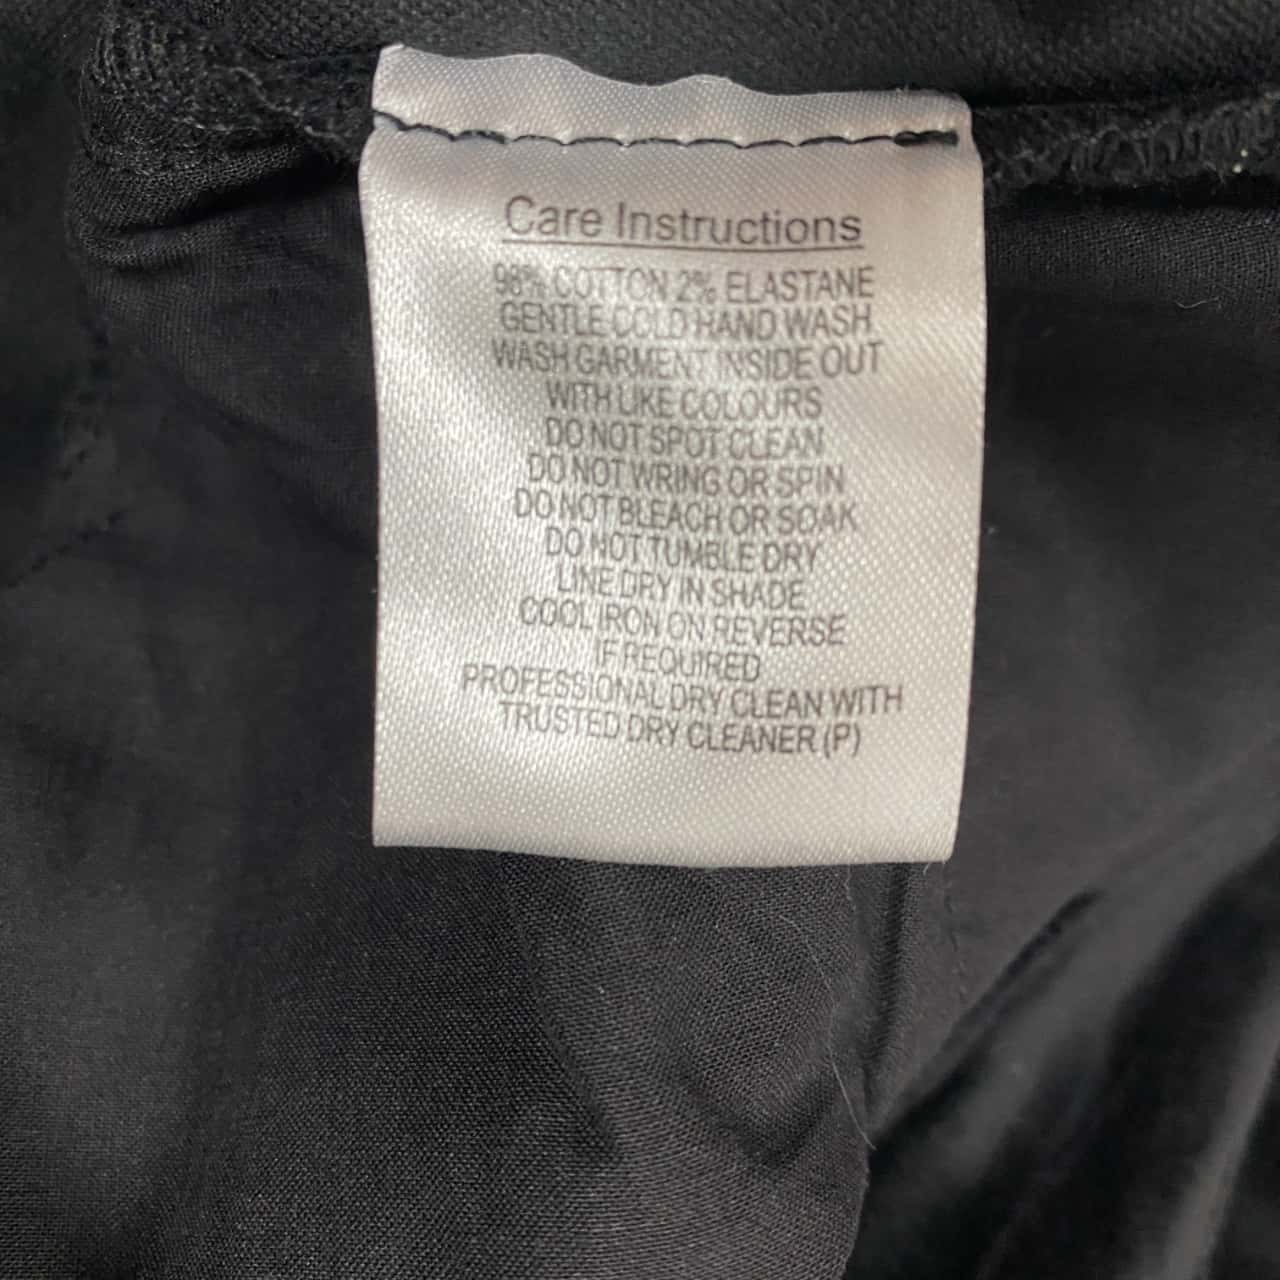 Care Instructions
98% COTTON 2% ELASTANE
GENTLE COLD HAND WASH
WASH GARMENT INSIDE OUT
WITH LIKE COLOURS
DO NOT SPOT CLEAN
DO NOT WRING OR SPIN
DO NOT BLEACH OR SOAK
DO NOT TUMBLE DRY
LINE DRY IN SHADE
COOL IRON ON REVERSE
IF REQUIRED
PROFESSIONAL DRY CLEAN WITH
TRUSTED DRY CLEANER (P)